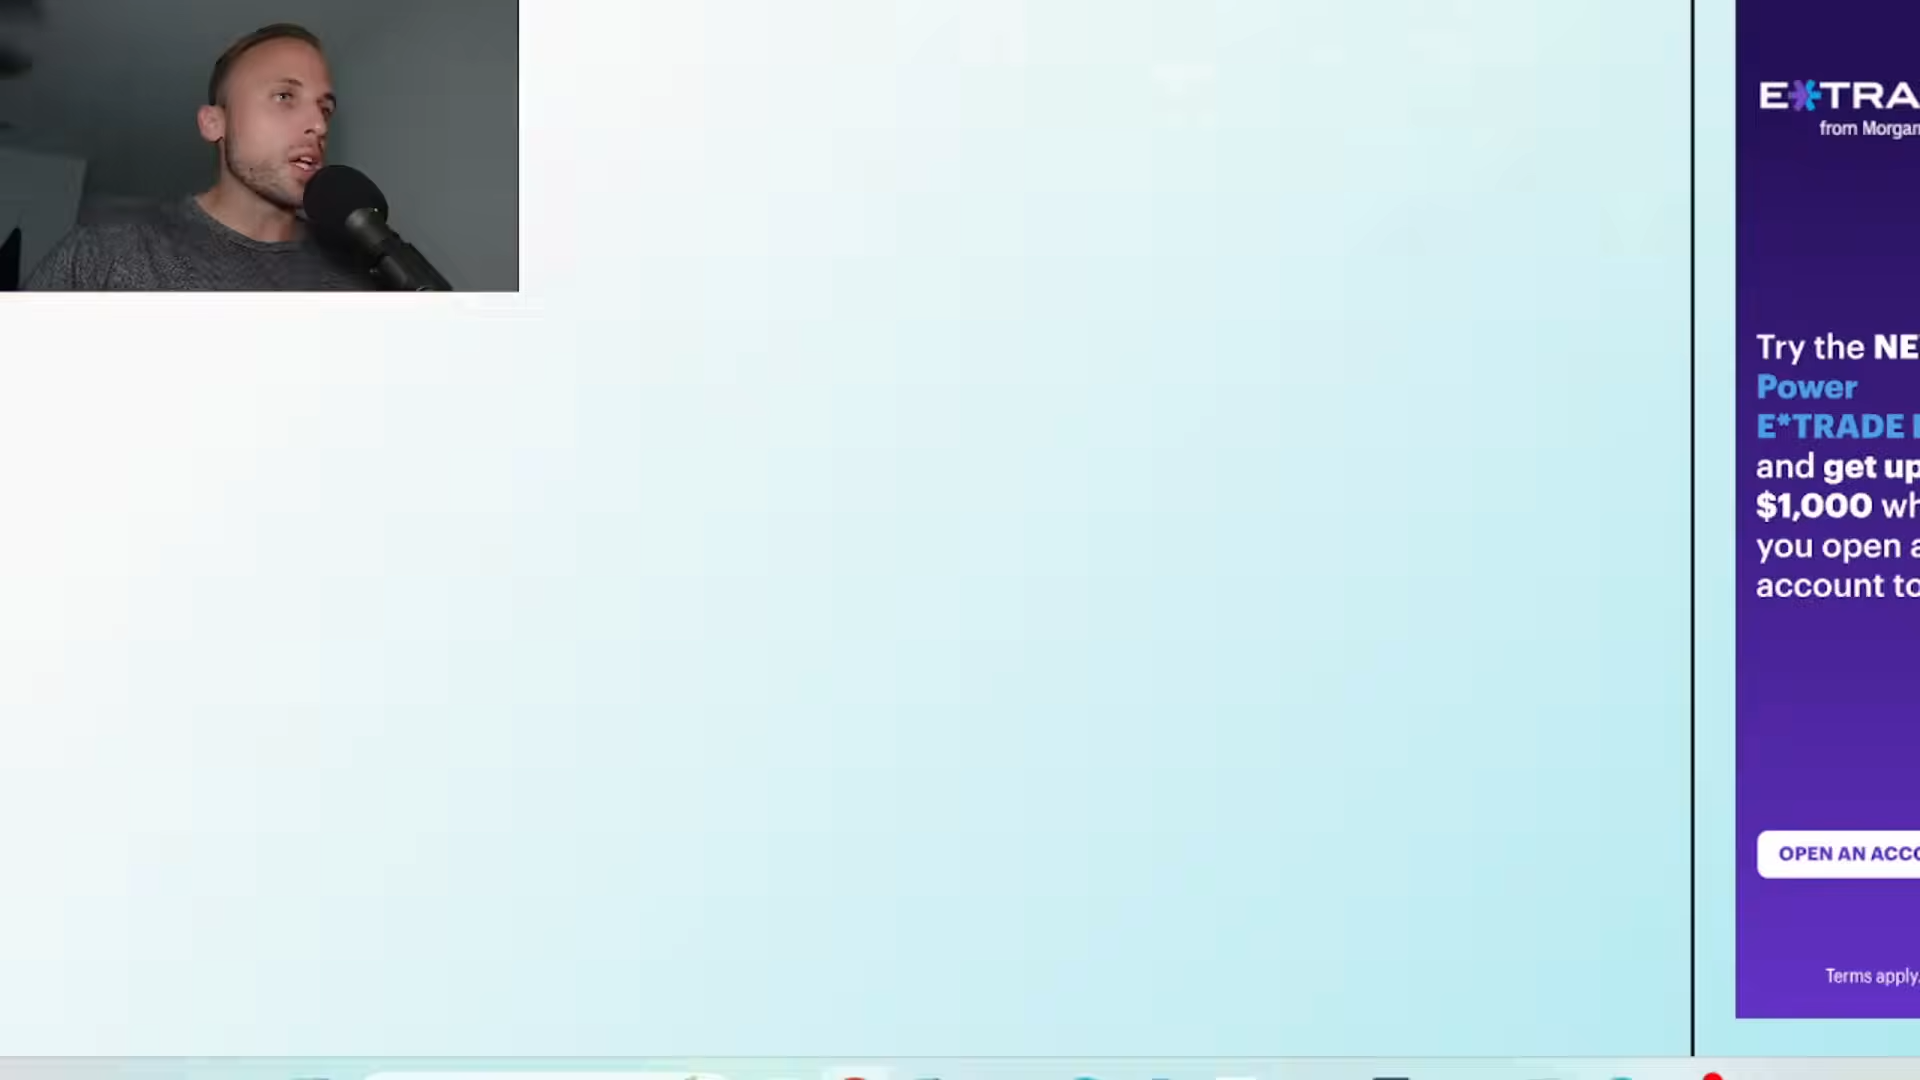 E*TRA
from Morgan
Try the NE
Power
E*TRADE
and get up
$1,000 wh
you open a
account to
OPEN AN ACCO
Terms apply.